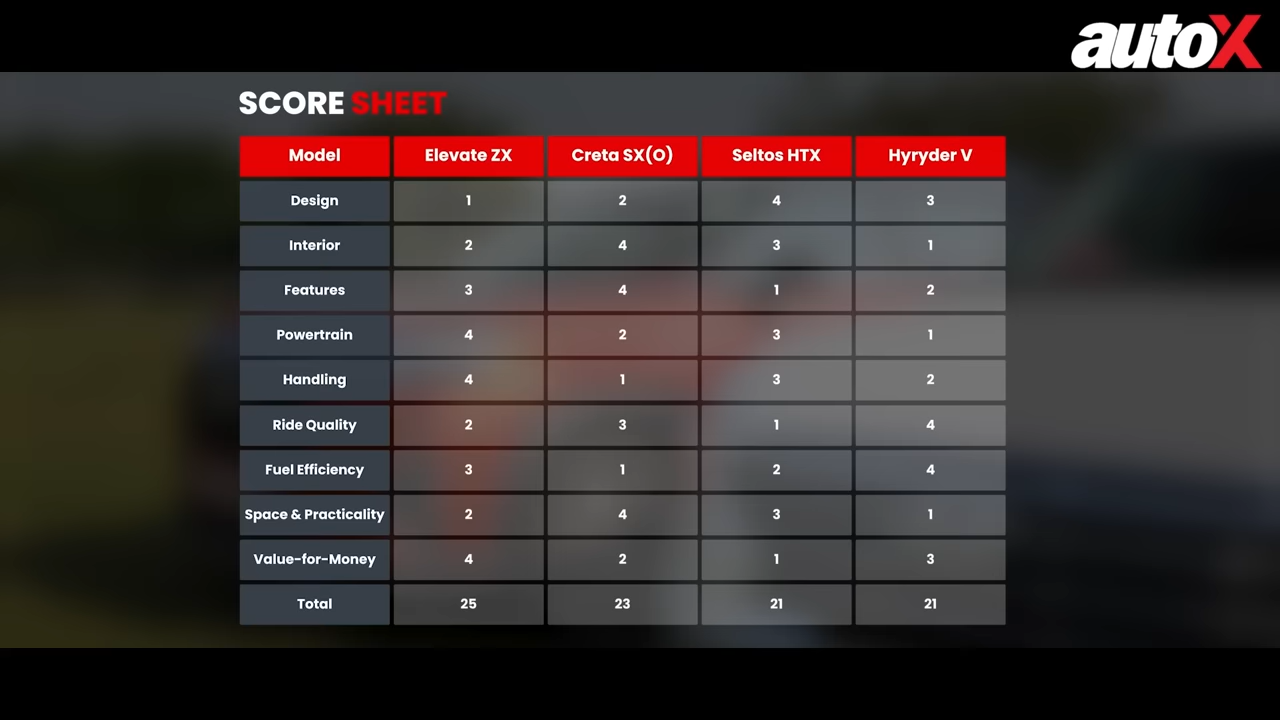 autoX
SCORE SHEET
Model Elevate ZX Creta SX(O) Seltos HTX Hyryder V
Design 1 2 4 3
Interior 2 4 3 1
Features 3 4 1 2
Powertrain 4 2 3 1
Handling 4 1 3 2
Ride Quality 2 3 1 4
Fuel Efficiency 3 1 2 4
Space & Practicality 2 4 3 1
Value-for-Money 4 2 1 3
Total 25 23 21 21